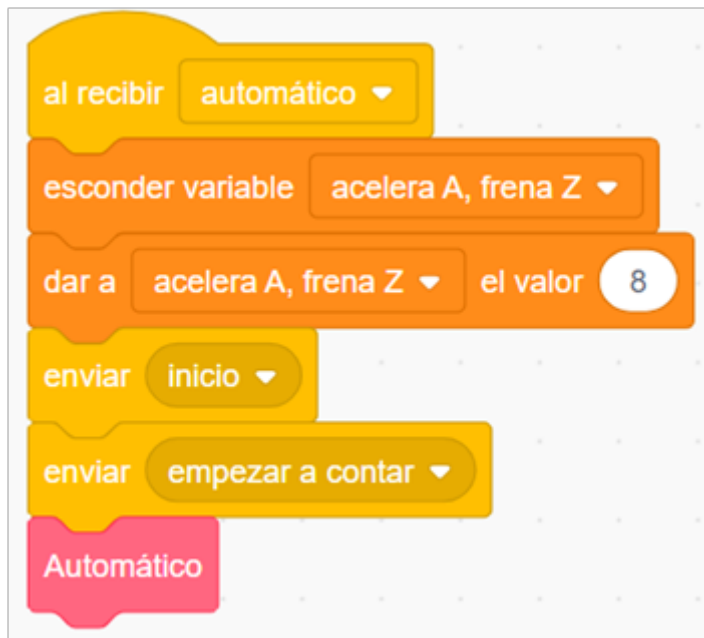 al recibir automático
esconder variable acelera A, frena Z
dar a acelera A, frena Z el valor 8
enviar inicio
enviar empezar a contar
Automático